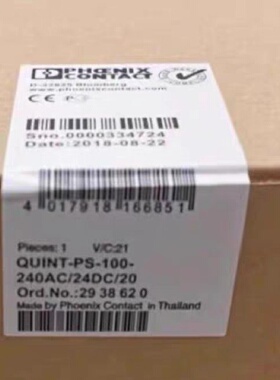 PHŒNIX
CONTACT
D-32825 Blomberg
www.phoenixcontact.com
CE
Sno.0000334724
Date:2018-08-22
4 017918 166851
Pieces: 1 V/C:21
QUINT-PS-100-
240AC/24DC/20
Ord.No.:29 38 62 0
Made by Phoenix Contact in Thailand